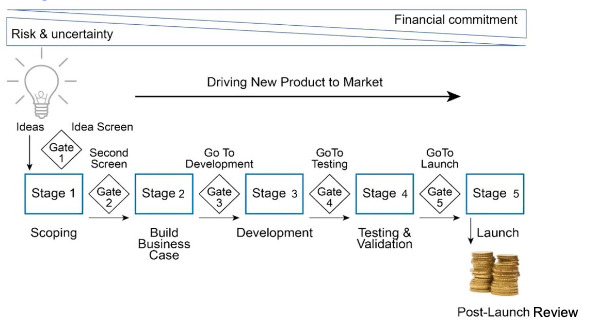 Financial commitment
Risk & uncertainty
Driving New Product to Market
Ideas
Idea Screen
Gate
1
Second
Screen
Go To
Development
GoTo
Testing
GoTo
Launch
Stage 1
Gate
2
Stage 2
Gate
3
Stage 3
Gate
4
Stage 4
Gate
5
Stage 5
Scoping
Build
Business
Case
Development
Testing &
Validation
Launch
Post-Launch Review